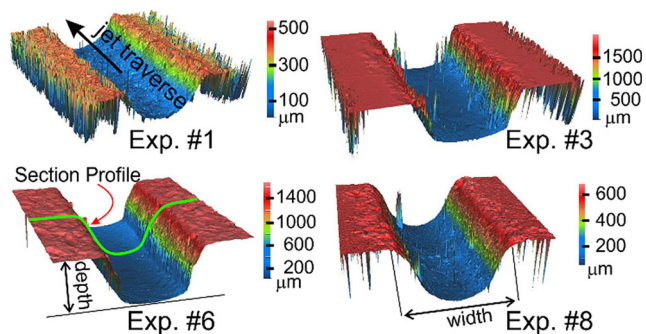 jet traverse
500
300
100
μm
Exp. #1
1500
1000
500
μm
Exp. #3
Section Profile
depth
1400
1000
600
200
μm
Exp. #6
600
400
200
μm
width
Exp. #8